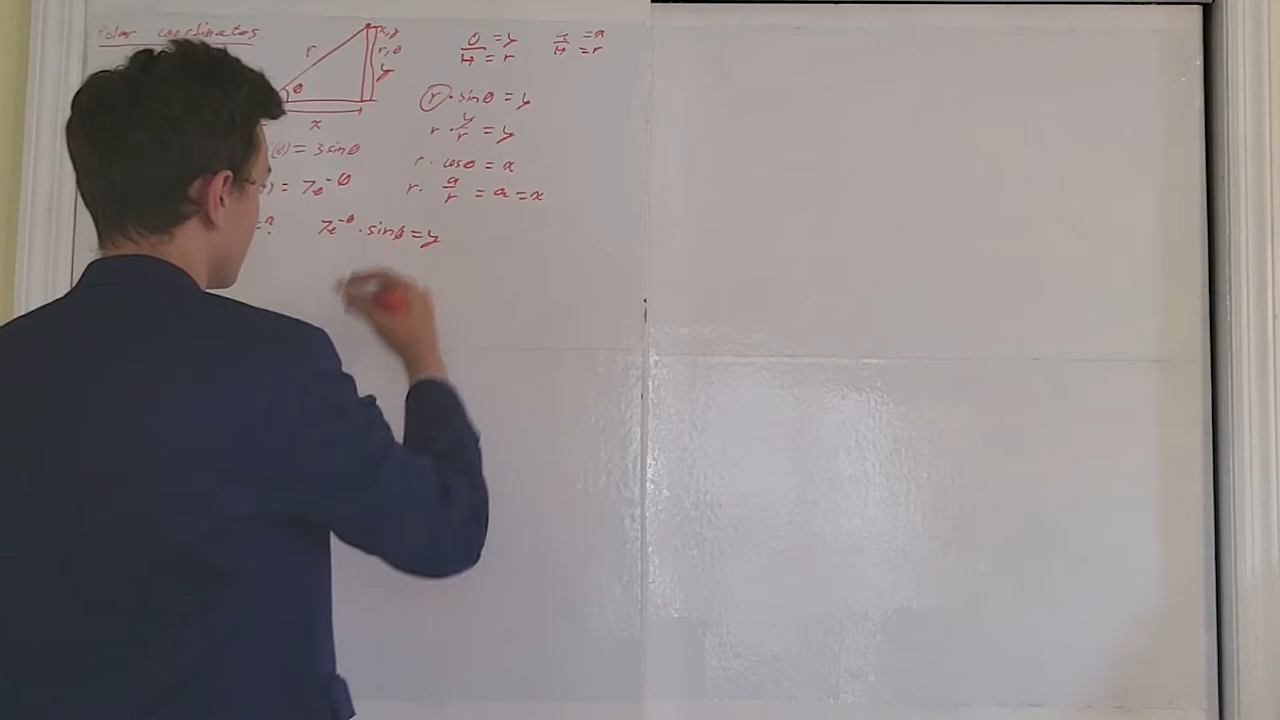 Polar coordinates
x,y
r r,θ
θ y
x
O = y
H = r
= a
H = r
r · sinθ = y
r · y/r = y
r · cosθ = x
r · a/r = a = x
(θ) = 3sinθ
) = 7e^-θ
= ? 7e^-θ · sinθ = y